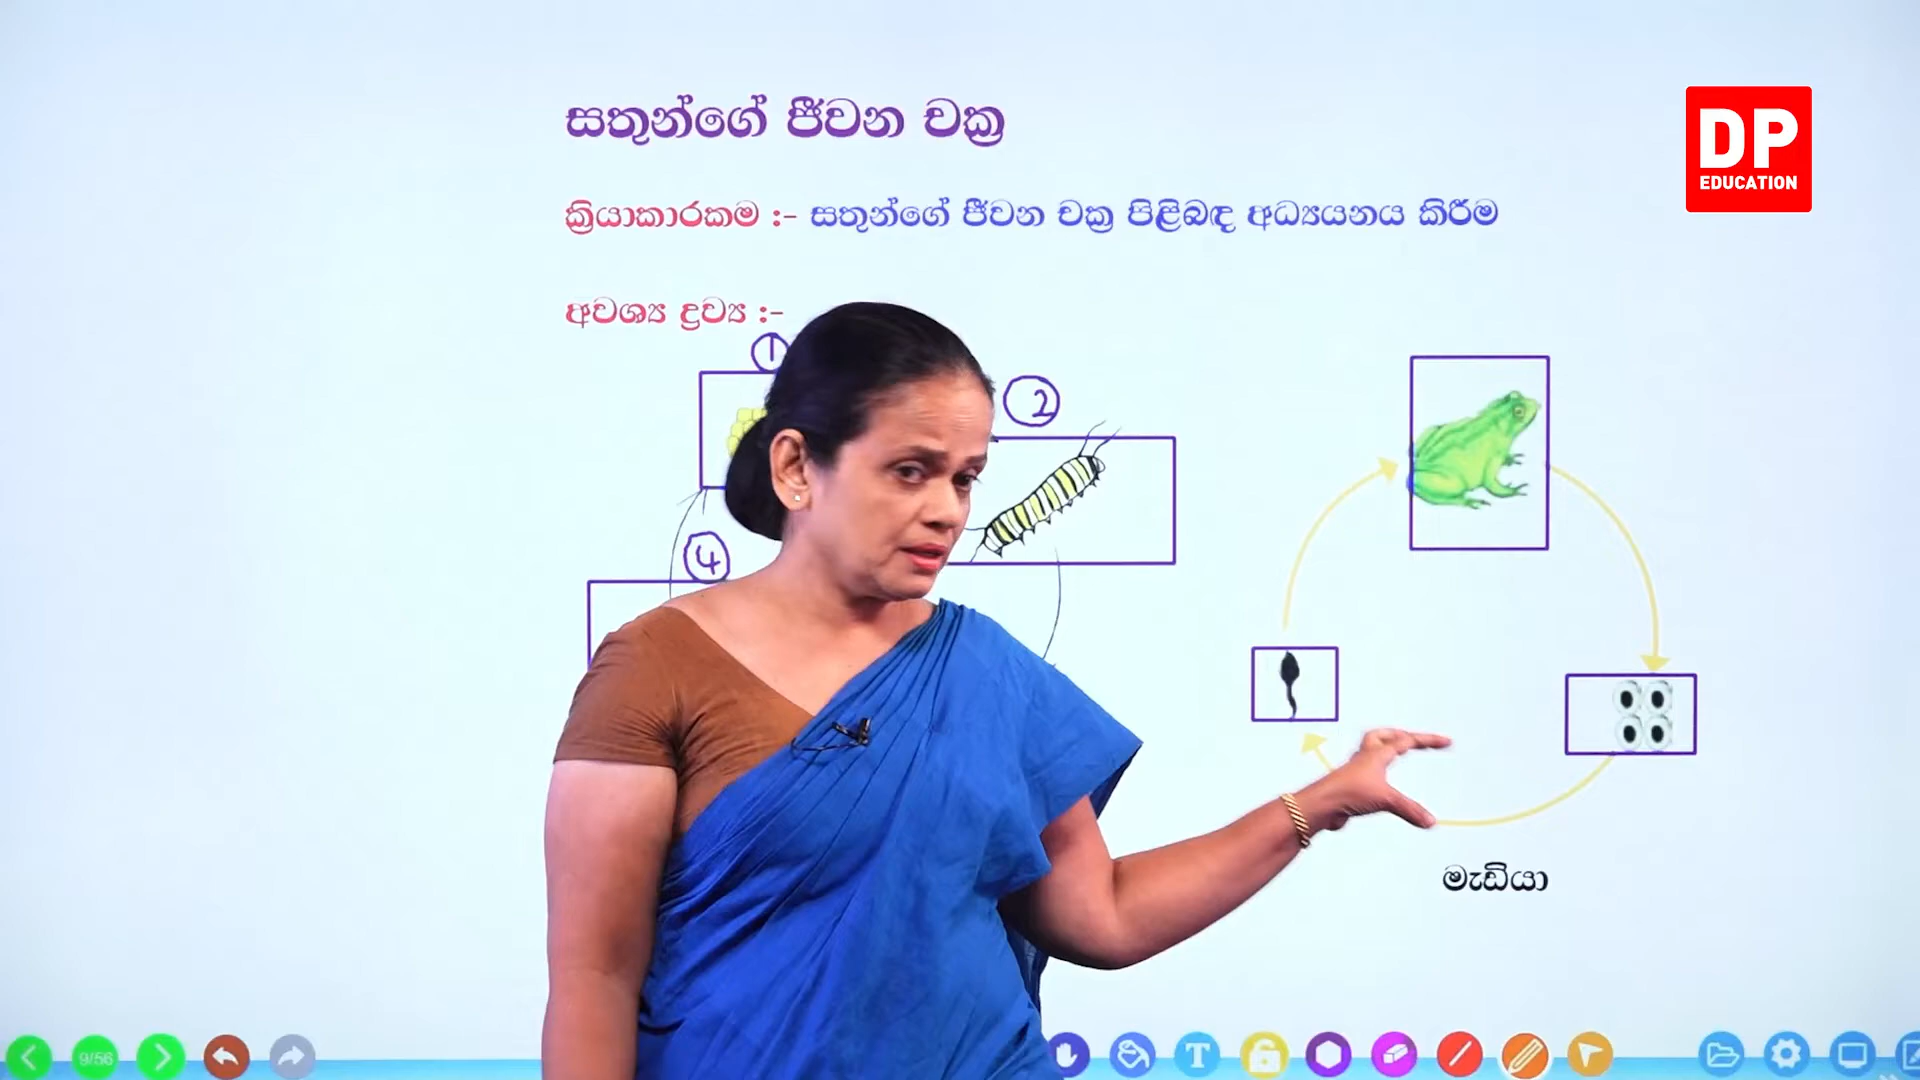 සතුන්ගේ ජීවන චක්‍ර
DP
EDUCATION
ක්‍රියාකාරකම :- සතුන්ගේ ජීවන චක්‍ර පිළිබඳ අධ්‍යයනය කිරීම
අවශ්‍ය ද්‍රව්‍ය :-
1
2
4
මැඩියා
9/56
T